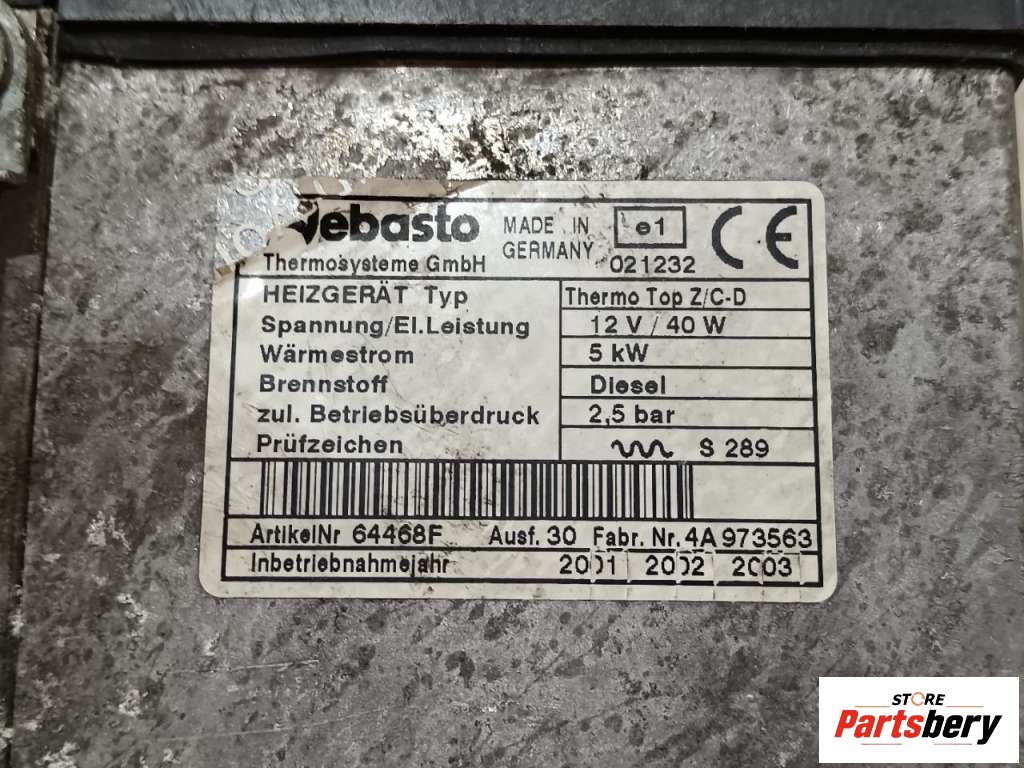 Webasto
MADE IN
GERMANY
e1
CE
Thermosysteme GmbH
021232
HEIZGERÄT Typ Thermo Top Z/C-D
Spannung/El.Leistung 12 V / 40 W
Wärmestrom 5 kW
Brennstoff Diesel
zul. Betriebsüberdruck 2,5 bar
Prüfzeichen S 289
ArtikelNr 64468F Ausf. 30 Fabr. Nr. 4A 973563
Inbetriebnahmejahr 2001 2002 2003
STORE
Partsbery